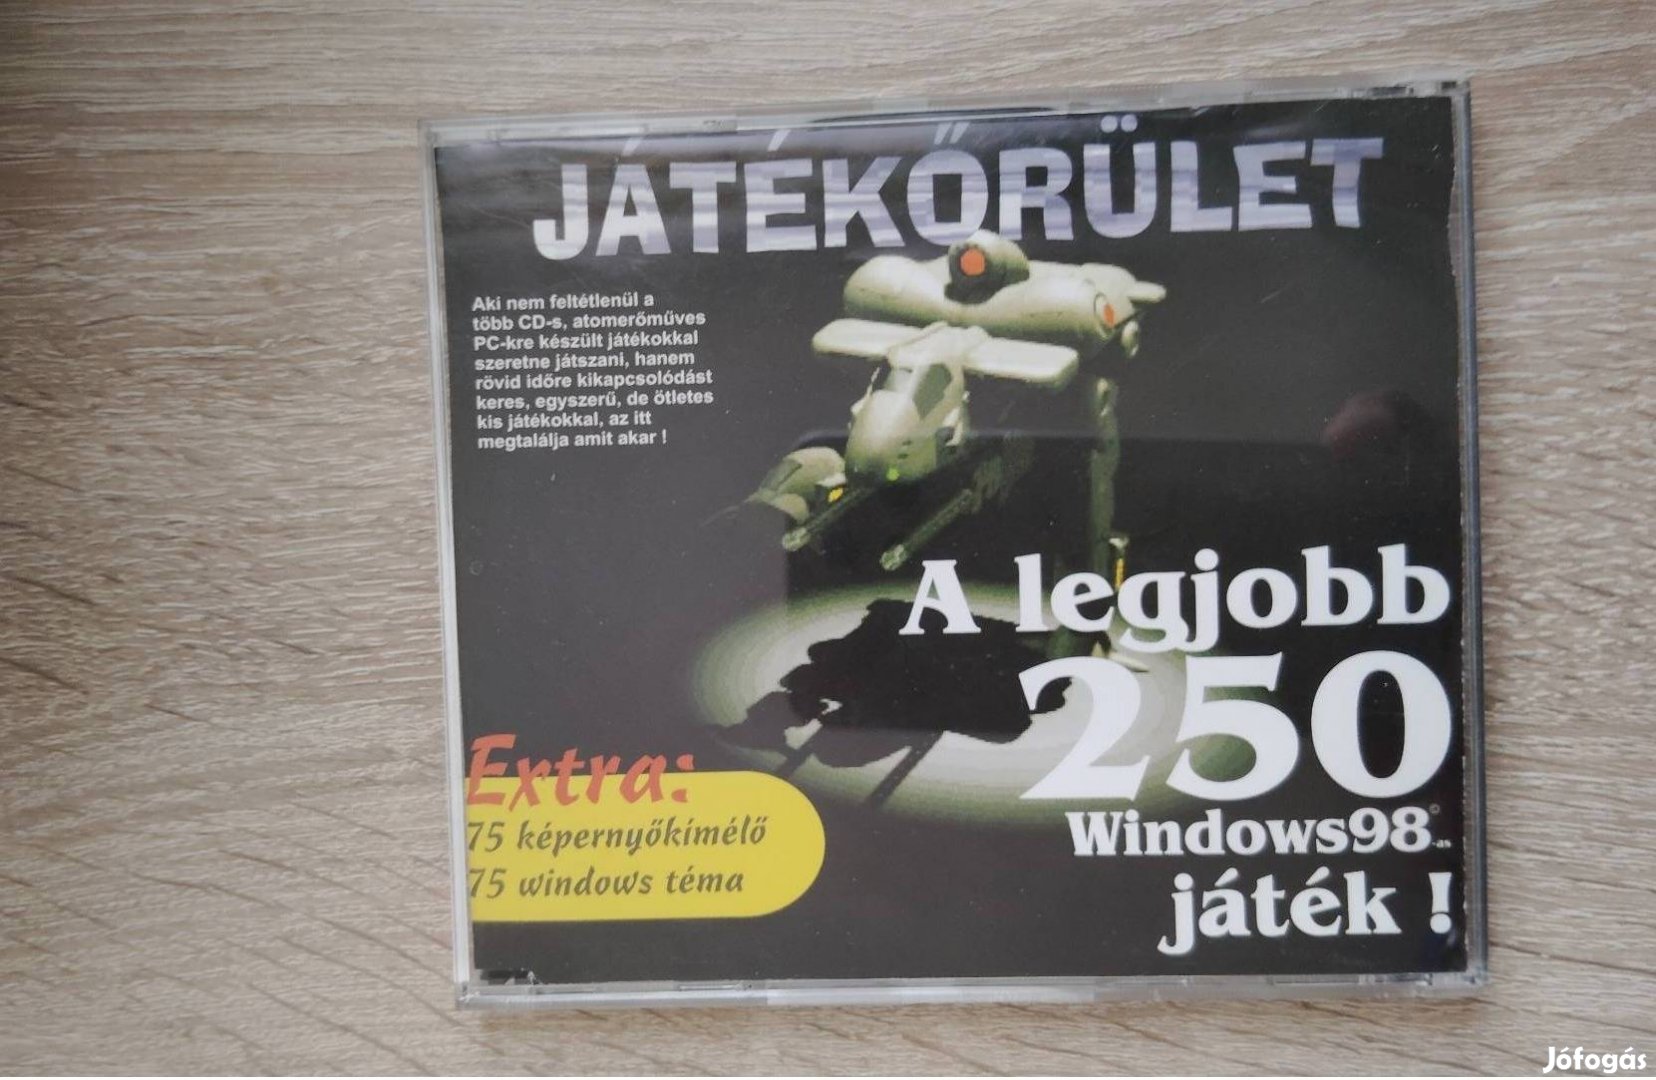 JÁTÉKŐRÜLET
Aki nem feltétlenül a
több CD-s, atomerőműves
PC-kre készült játékokkal
szeretne játszani, hanem
rövid időre kikapcsolódást
keres, egyszerű, de ötletes
kis játékokkal, az itt
megtalálja amit akar !
A legjobb
250
Windows98©-as
játék !
Extra:
75 képernyőkímélő
75 windows téma
Jófogás